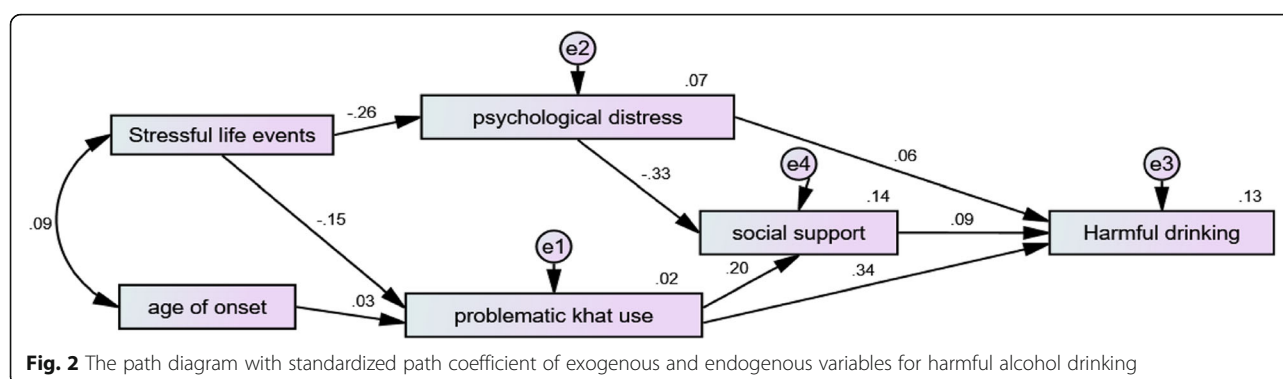 e2
.07
psychological distress
-.26
Stressful life events
.06
e4
e3
-.33
.14
.13
.09
-.15
social support
.09
Harmful drinking
e1
.20
.34
.02
age of onset
.03
problematic khat use
Fig. 2 The path diagram with standardized path coefficient of exogenous and endogenous variables for harmful alcohol drinking